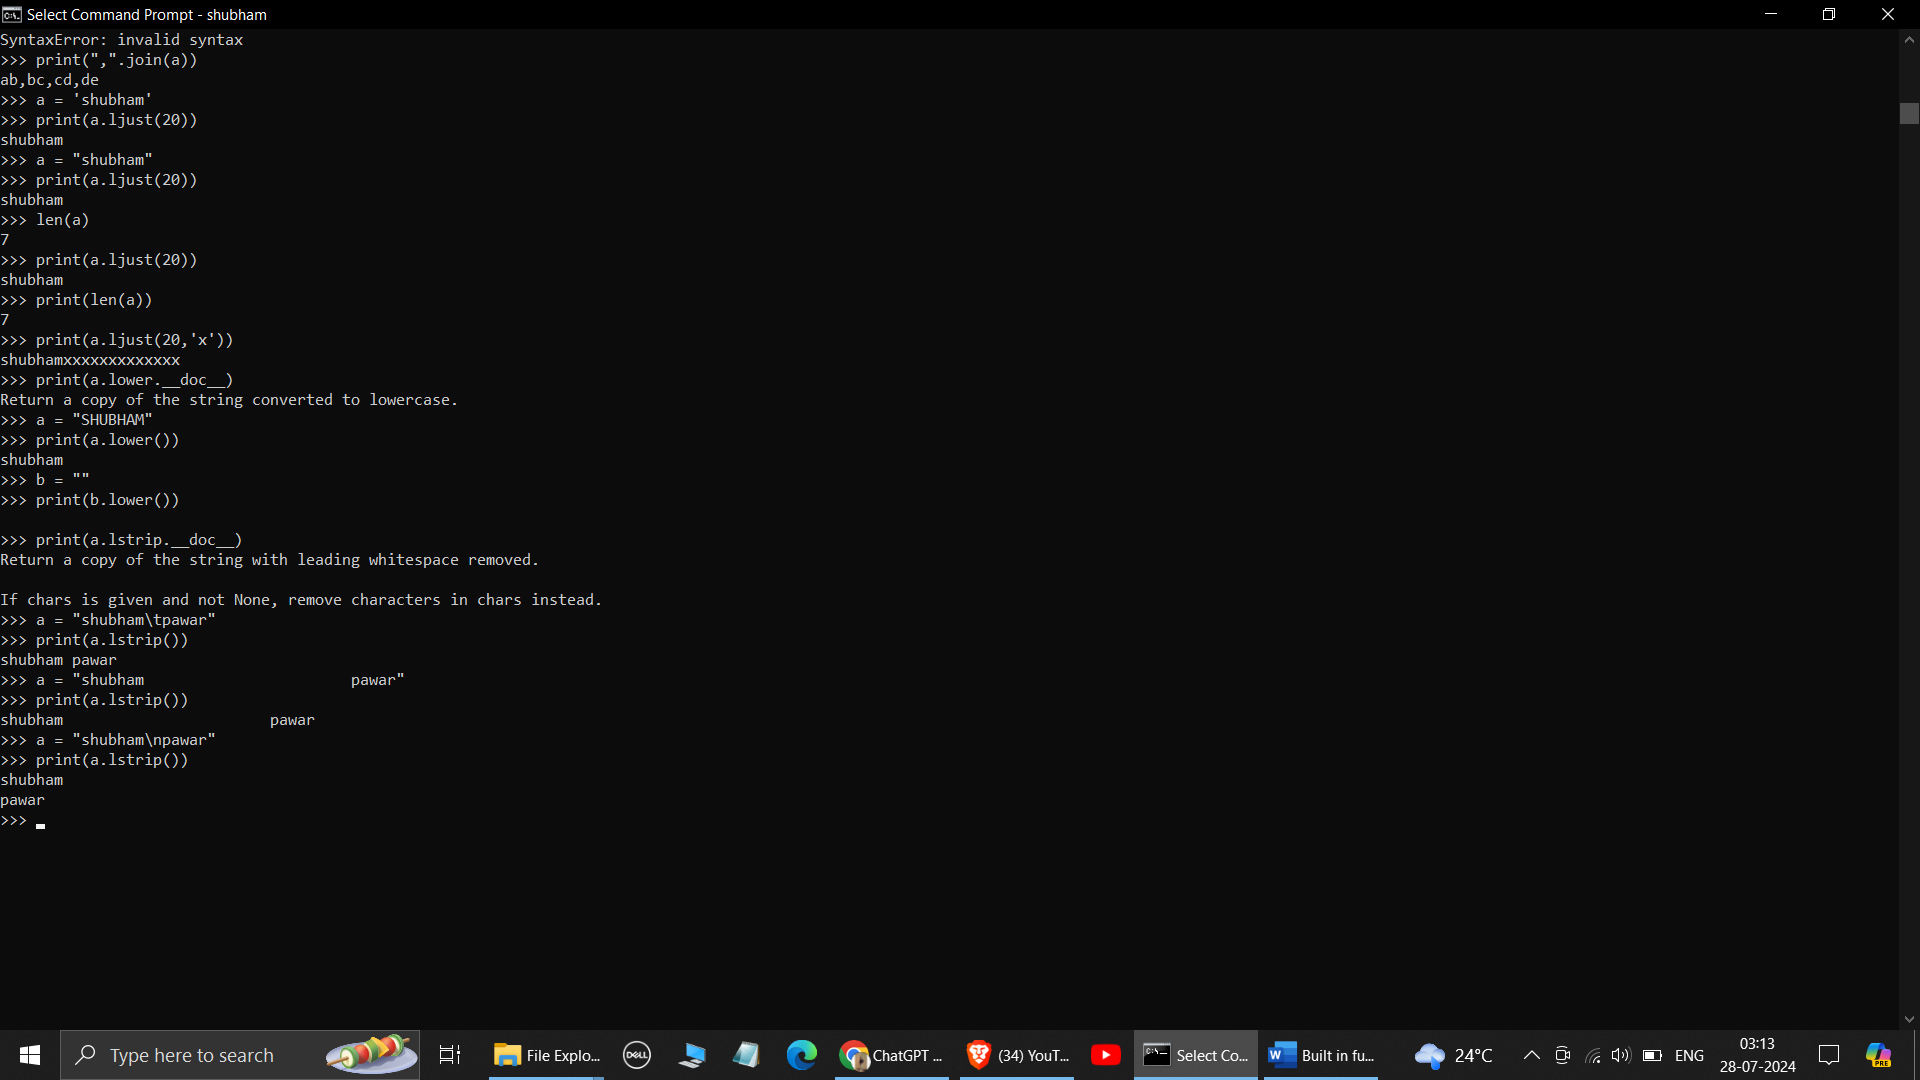 Select Command Prompt - shubham
SyntaxError: invalid syntax
>>> print(",".join(a))
ab,bc,cd,de
>>> a = 'shubham'
>>> print(a.ljust(20))
shubham
>>> a = "shubham"
>>> print(a.ljust(20))
shubham
>>> len(a)
7
>>> print(a.ljust(20))
shubham
>>> print(len(a))
7
>>> print(a.ljust(20,'x'))
shubhamxxxxxxxxxxxxx
>>> print(a.lower.__doc__)
Return a copy of the string converted to lowercase.
>>> a = "SHUBHAM"
>>> print(a.lower())
shubham
>>> b = ""
>>> print(b.lower())

>>> print(a.lstrip.__doc__)
Return a copy of the string with leading whitespace removed.

If chars is given and not None, remove characters in chars instead.
>>> a = "shubham\tpawar"
>>> print(a.lstrip())
shubham pawar
>>> a = "shubham                       pawar"
>>> print(a.lstrip())
shubham                       pawar
>>> a = "shubham\npawar"
>>> print(a.lstrip())
shubham
pawar
>>>
Type here to search
File Explo...
DELL
ChatGPT ...
(34) YouT...
Select Co...
Built in fu...
24°C
ENG
03:13
28-07-2024
PRE